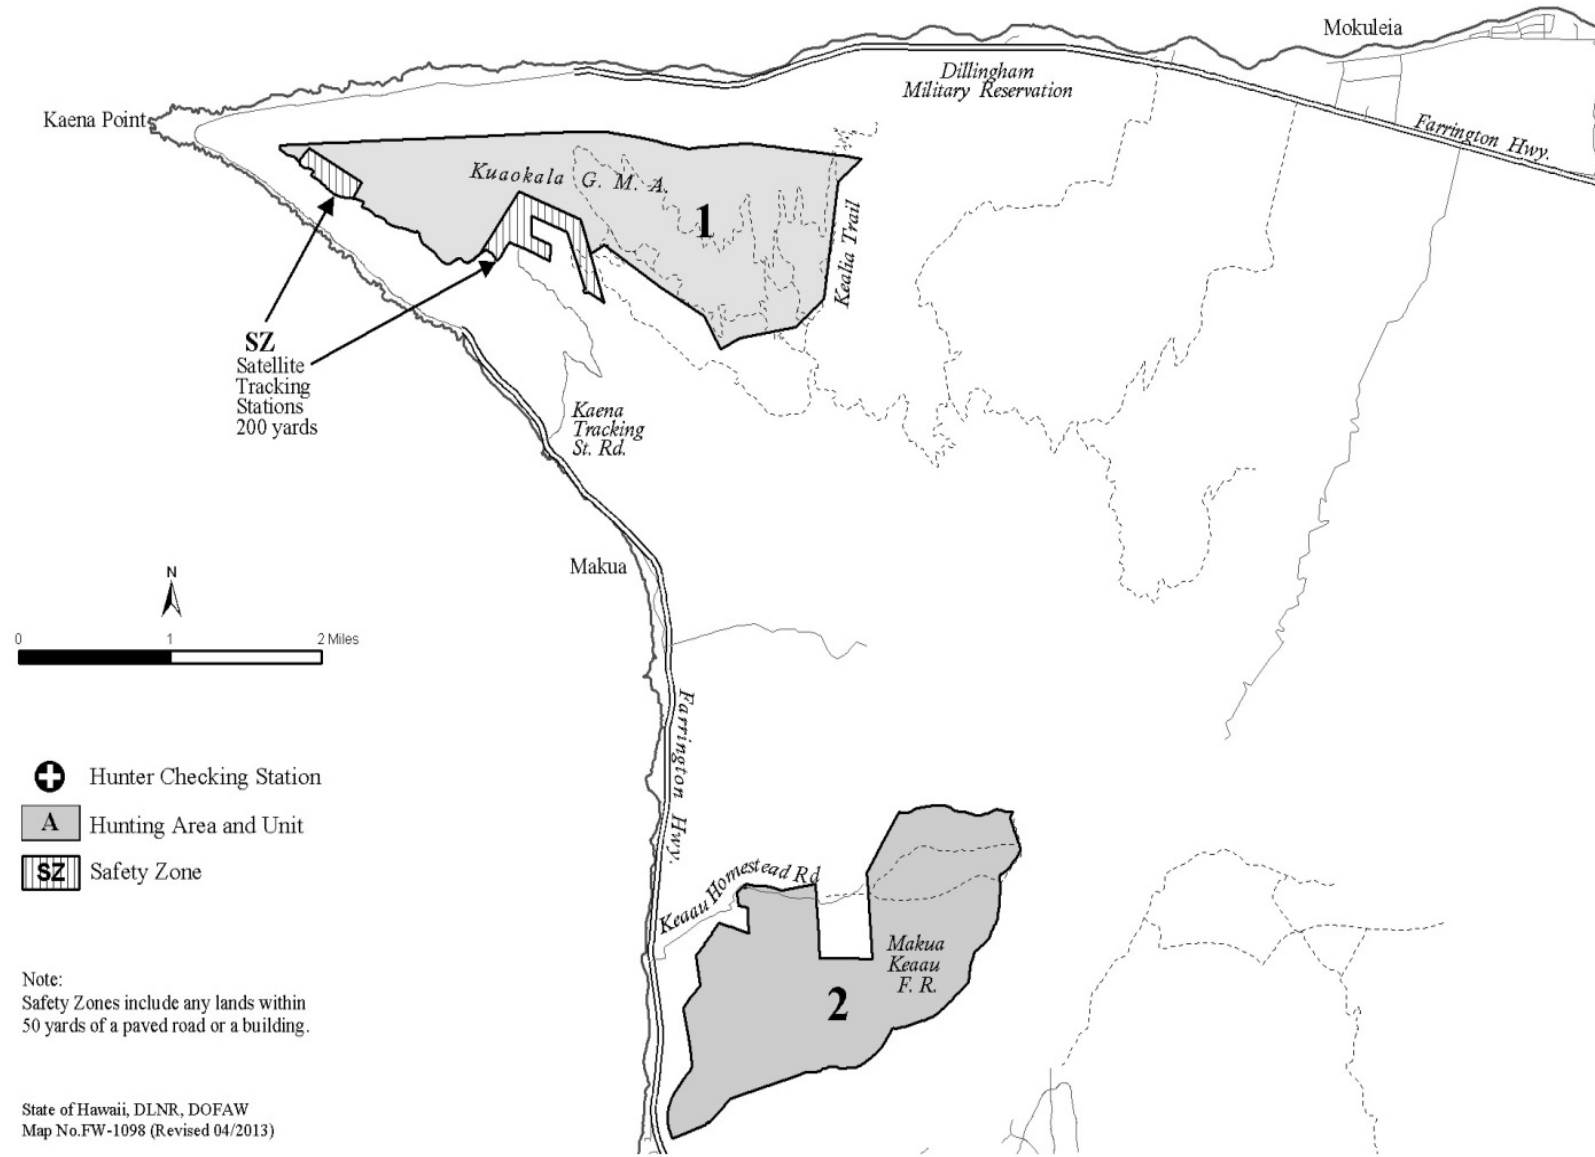 Mokuleia
Dillingham
Military Reservation
Kaena Point
Farrington Hwy.
Kuaokala G. M. A.
1
Kealia Trail
SZ
Satellite
Tracking
Stations
200 yards
Kaena
Tracking
St. Rd.
Makua
N
0 1 2 Miles
Farrington Hwy.
Hunter Checking Station
A Hunting Area and Unit
SZ Safety Zone
Keaau Homestead Rd
Makua
Keaau
F. R.
2
Note:
Safety Zones include any lands within
50 yards of a paved road or a building.
State of Hawaii, DLNR, DOFAW
Map No.FW-1098 (Revised 04/2013)